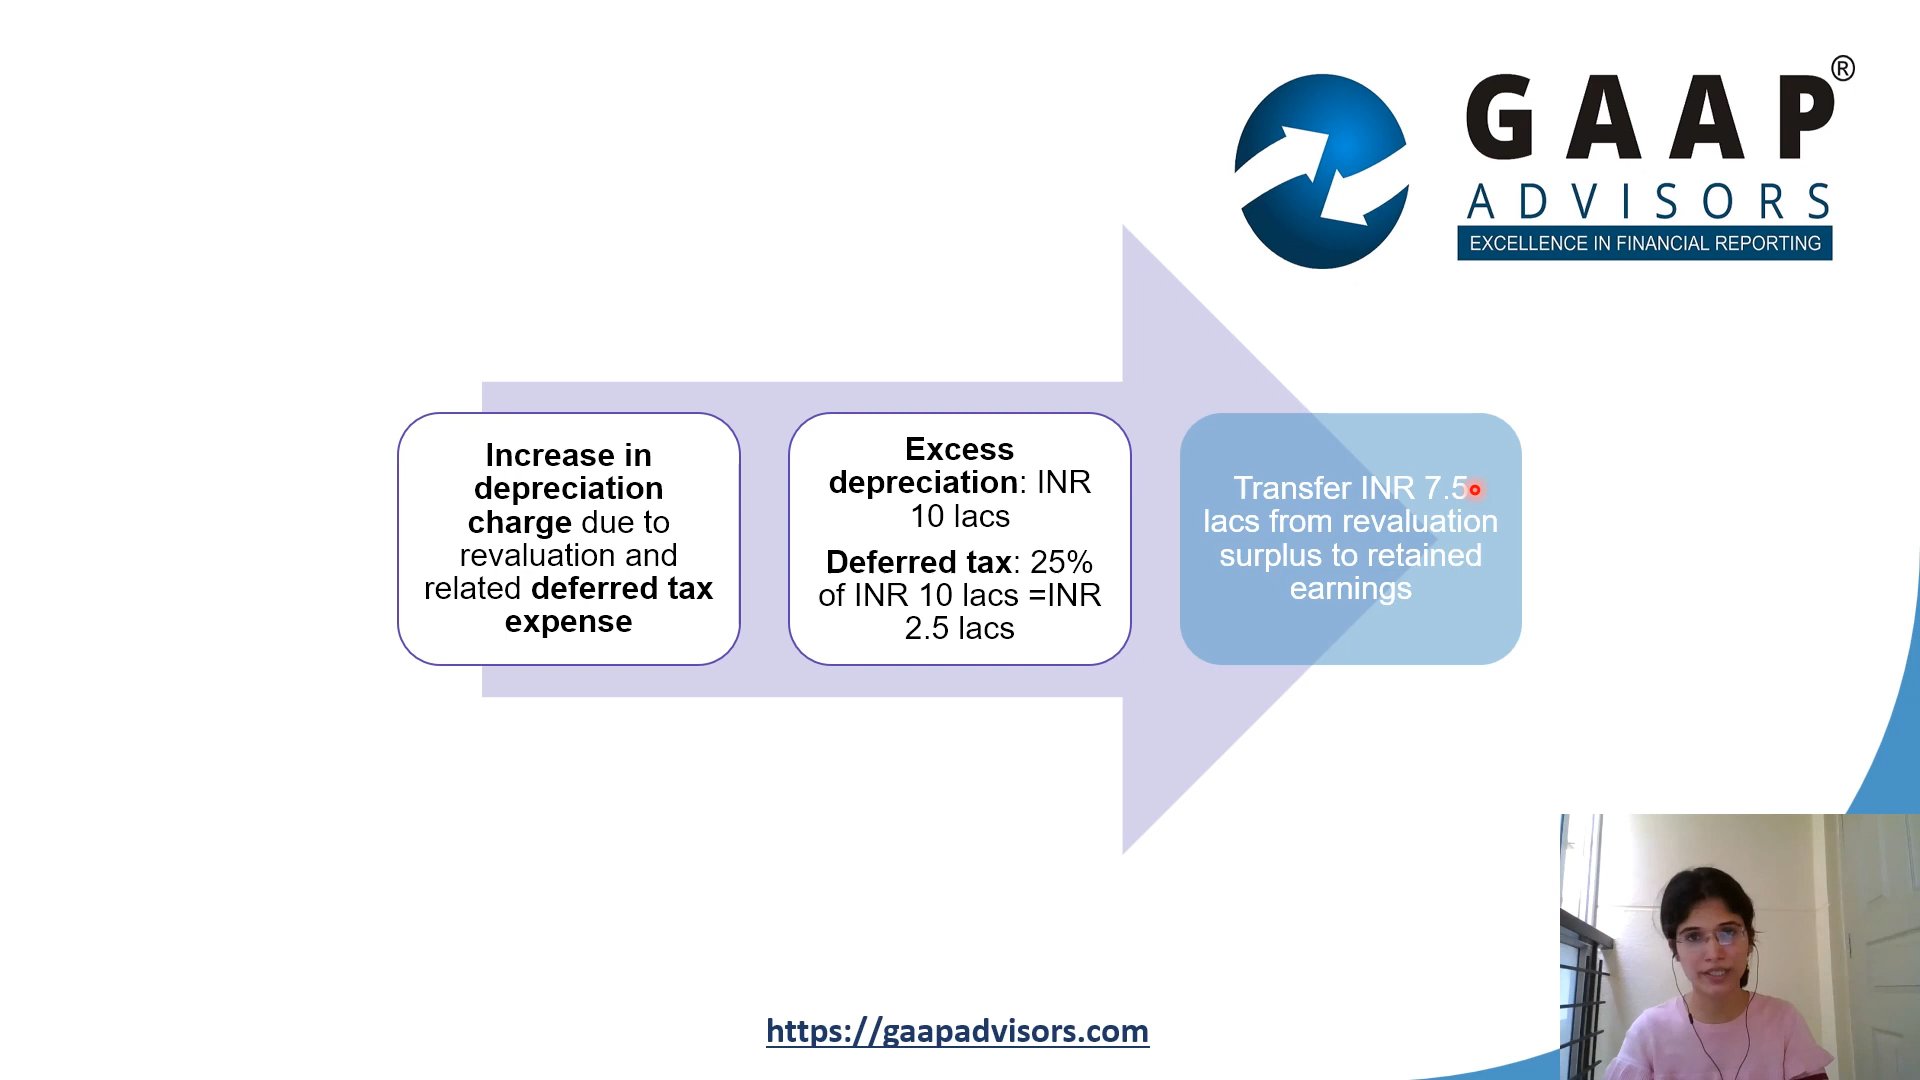 GAAP®
ADVISORS
EXCELLENCE IN FINANCIAL REPORTING
Increase in
depreciation
charge due to
revaluation and
related deferred tax
expense
Excess
depreciation: INR
10 lacs
Deferred tax: 25%
of INR 10 lacs =INR
2.5 lacs
Transfer INR 7.5
lacs from revaluation
surplus to retained
earnings
https://gaapadvisors.com